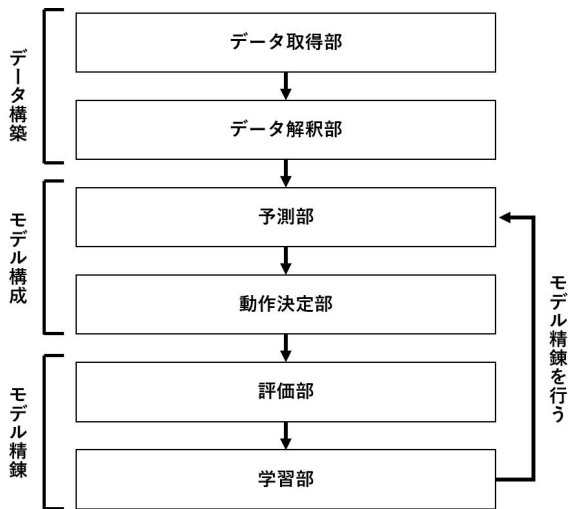 データ構築
データ取得部
データ解釈部
モデル構成
予測部
動作決定部
モデル精錬を行う
モデル精錬
評価部
学習部